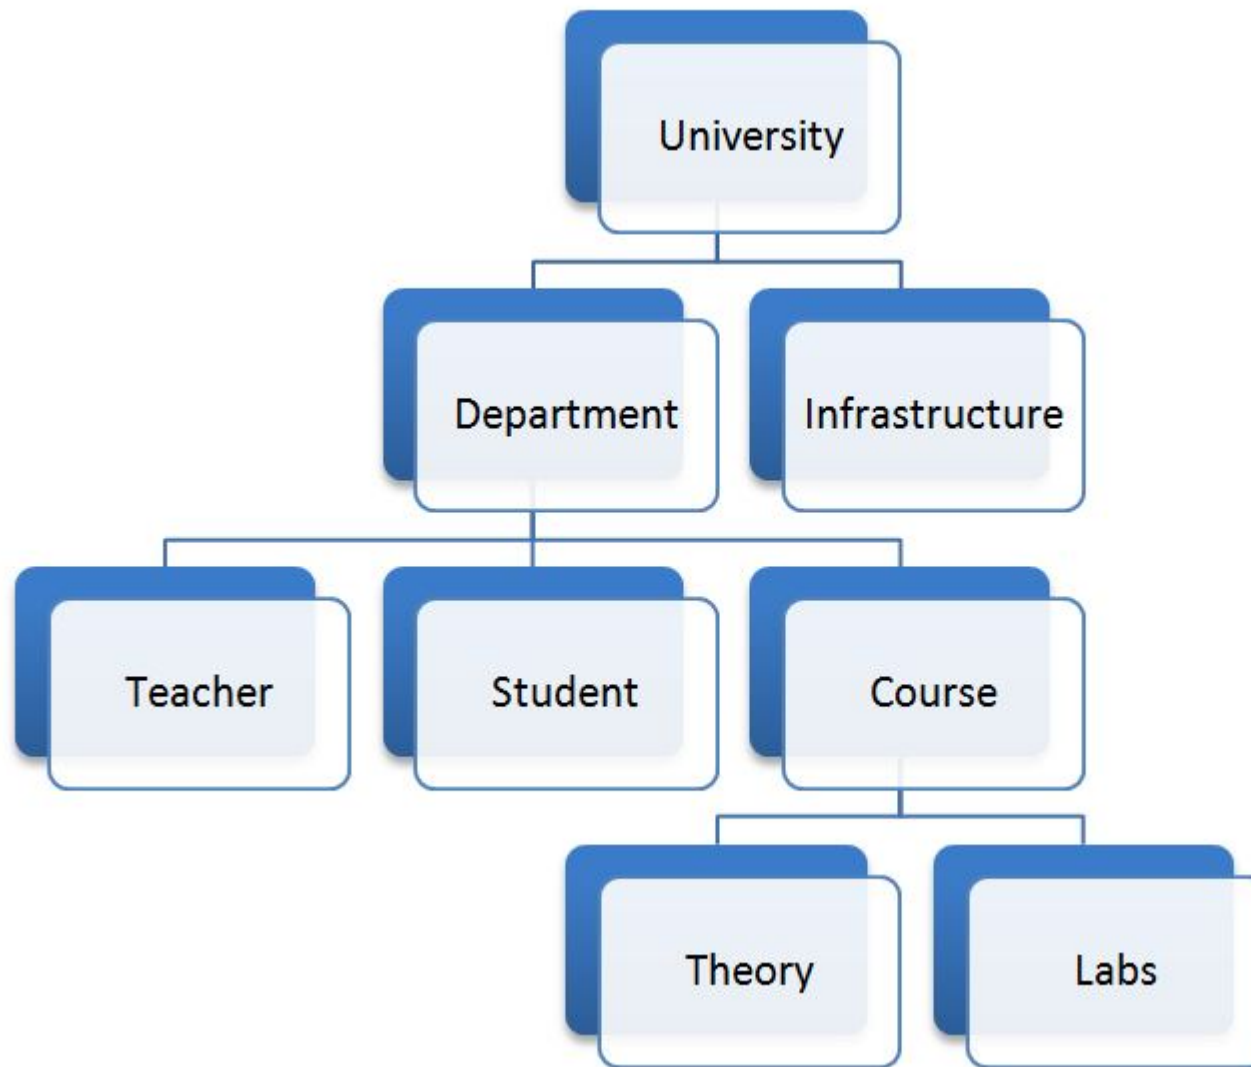 University
Department
Infrastructure
Teacher
Student
Course
Theory
Labs